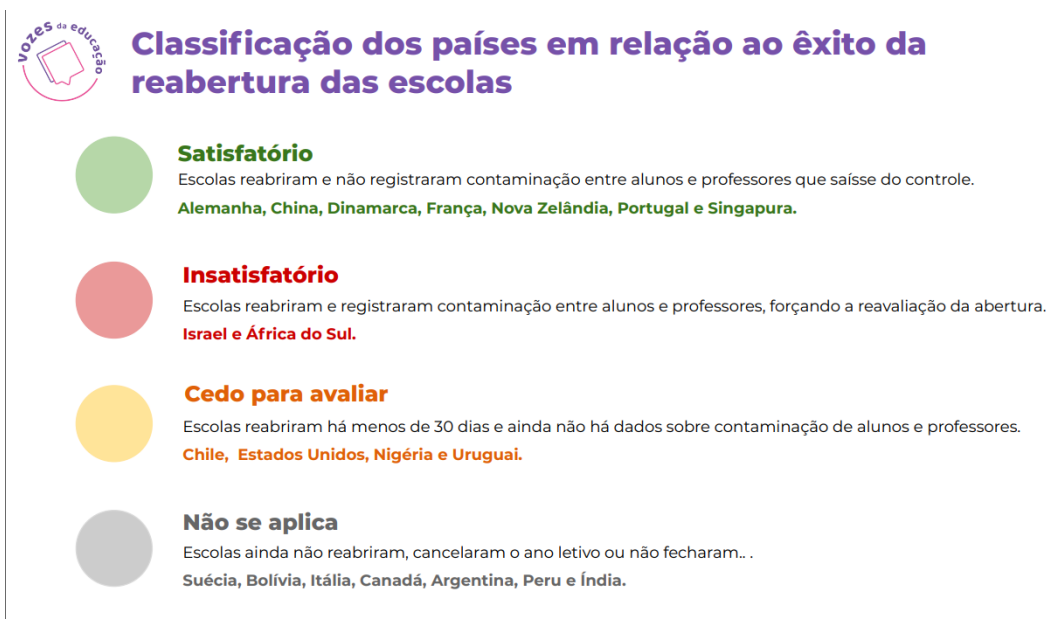 vozes da educação
Classificação dos países em relação ao êxito da
reabertura das escolas
Satisfatório
Escolas reabriram e não registraram contaminação entre alunos e professores que saísse do controle.
Alemanha, China, Dinamarca, França, Nova Zelândia, Portugal e Singapura.
Insatisfatório
Escolas reabriram e registraram contaminação entre alunos e professores, forçando a reavaliação da abertura.
Israel e África do Sul.
Cedo para avaliar
Escolas reabriram há menos de 30 dias e ainda não há dados sobre contaminação de alunos e professores.
Chile,  Estados Unidos, Nigéria e Uruguai.
Não se aplica
Escolas ainda não reabriram, cancelaram o ano letivo ou não fecharam.. .
Suécia, Bolívia, Itália, Canadá, Argentina, Peru e Índia.